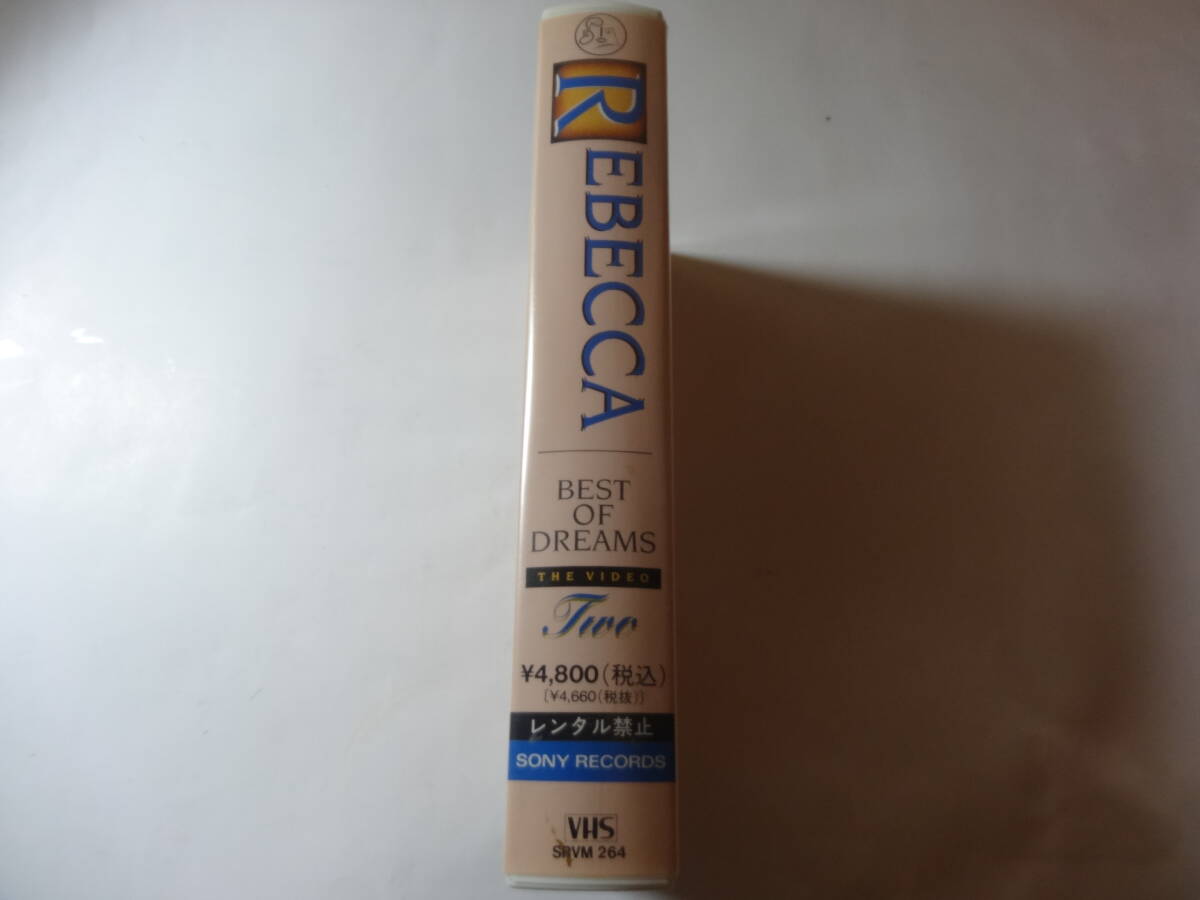 REBECCA
BEST
OF
DREAMS
THE VIDEO
Two
¥4,800(税込)
(¥4,660(税抜))
レンタル禁止
SONY RECORDS
VHS
SRVM 264